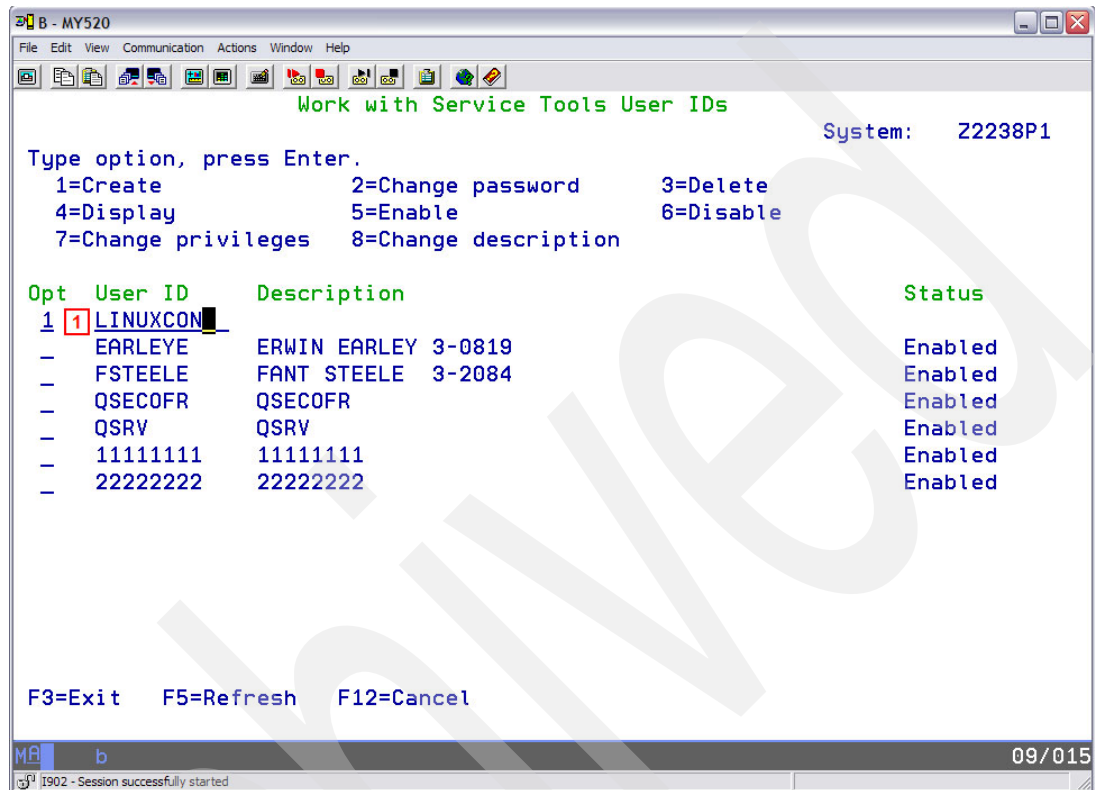 B - MY520
File Edit View Communication Actions Window Help
Work with Service Tools User IDs
System: Z2238P1
Type option, press Enter.
1=Create 2=Change password 3=Delete
4=Display 5=Enable 6=Disable
7=Change privileges 8=Change description
Opt User ID Description Status
1 1 LINUXCON
_ EARLEYE ERWIN EARLEY 3-0819 Enabled
_ FSTEELE FANT STEELE 3-2084 Enabled
_ QSECOFR QSECOFR Enabled
_ QSRV QSRV Enabled
_ 11111111 11111111 Enabled
_ 22222222 22222222 Enabled
F3=Exit F5=Refresh F12=Cancel
MA b 09/015
I902 - Session successfully started
hived